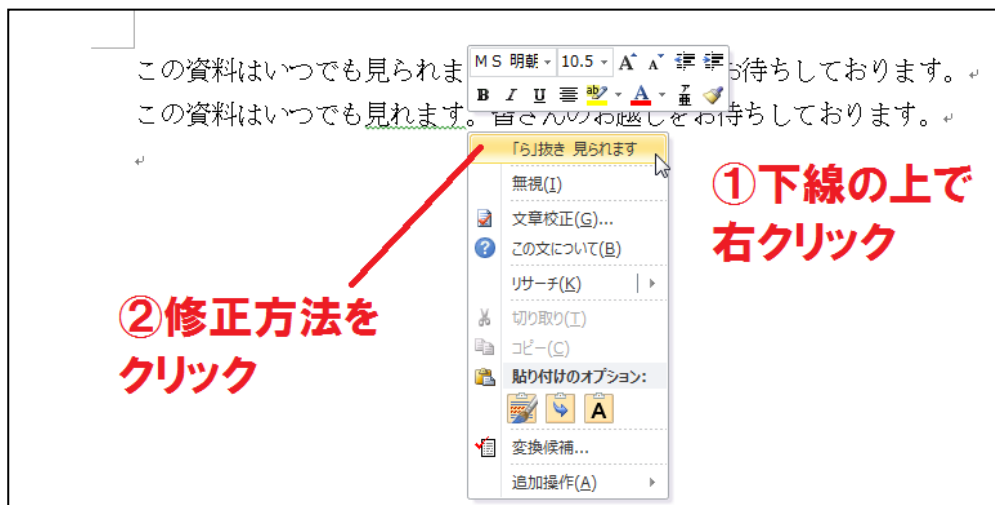 この資料はいつでも見られま
MS 明朝 10.5 A A
お待ちしております。
B I U ab A 亜
この資料はいつでも見れます。皆さんのお越しをお待ちしております。
「ら」抜き 見られます
無視(I)
文章校正(G)...
この文について(B)
リサーチ(K)
切り取り(T)
コピー(C)
貼り付けのオプション:
A
変換候補...
追加操作(A)
①下線の上で
右クリック
②修正方法を
クリック